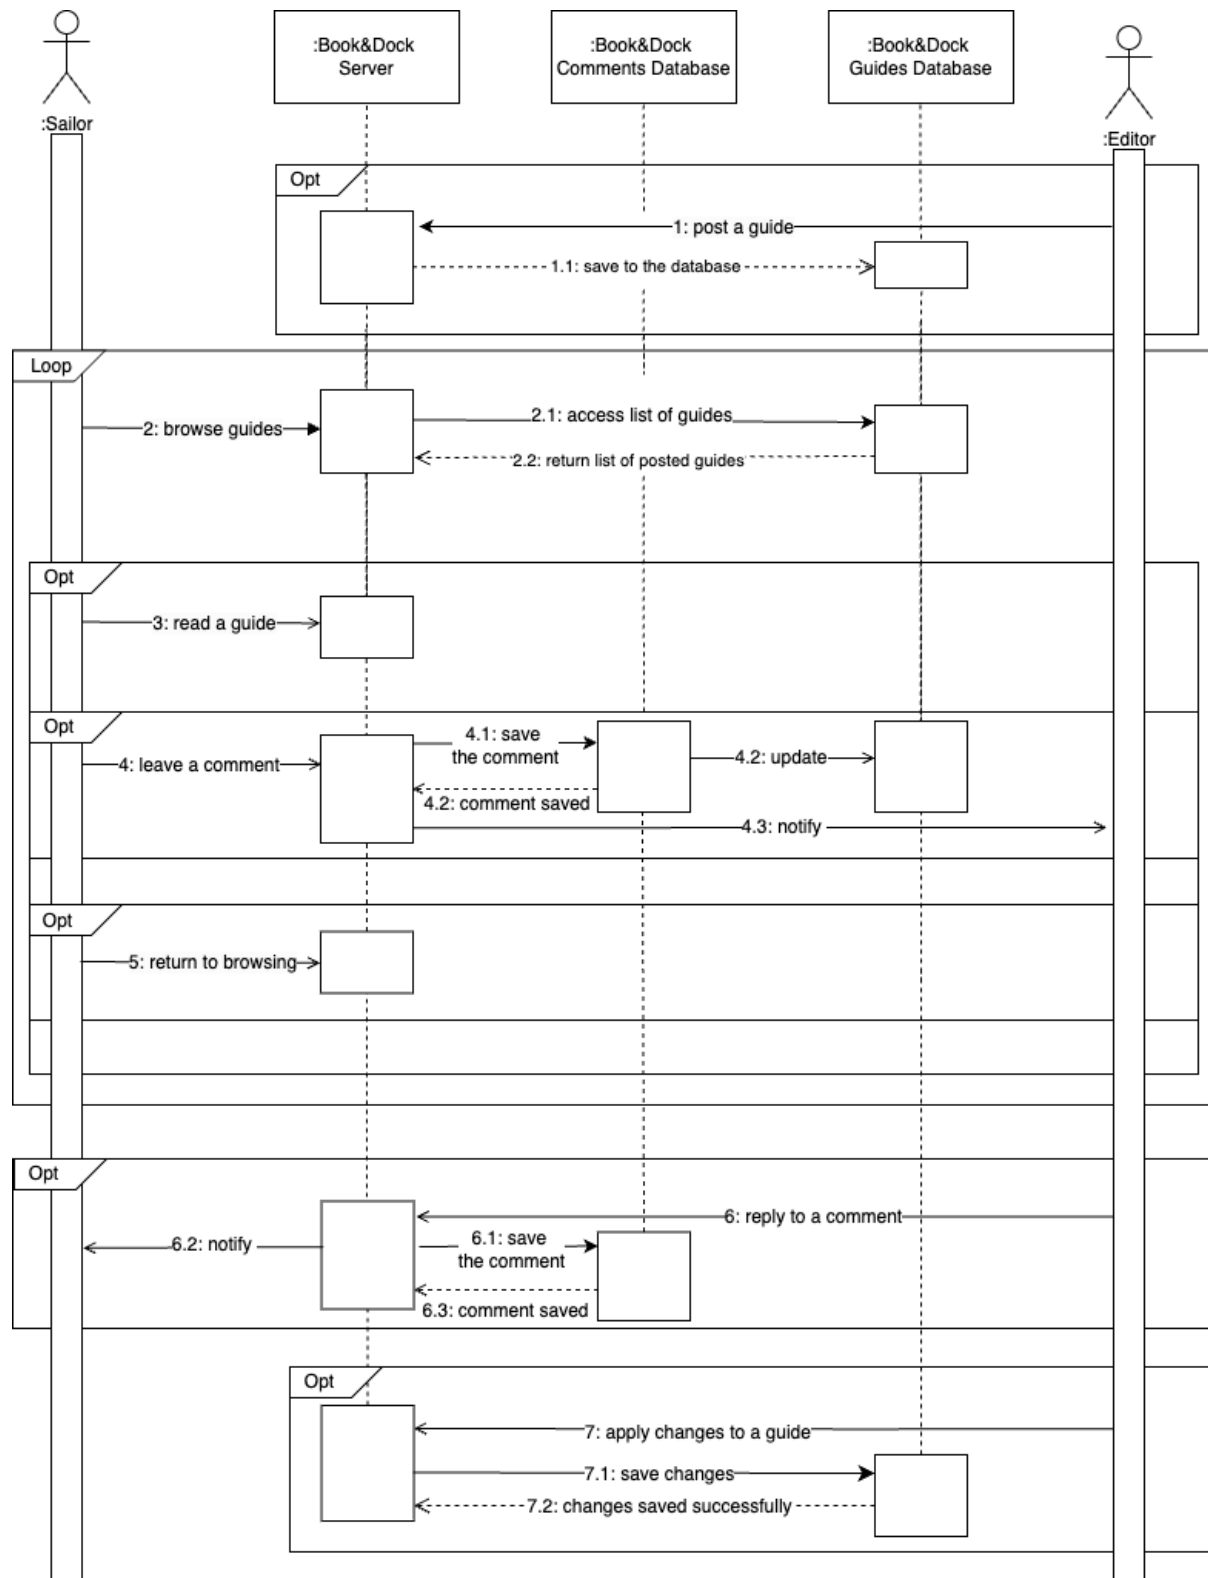 :Book&Dock
Server
:Book&Dock
Comments Database
:Book&Dock
Guides Database
:Sailor
:Editor
Opt
1: post a guide
1.1: save to the database
Loop
2: browse guides
2.1: access list of guides
2.2: return list of posted guides
Opt
3: read a guide
Opt
4: leave a comment
4.1: save
the comment
4.2: update
4.2: comment saved
4.3: notify
Opt
5: return to browsing
Opt
6: reply to a comment
6.2: notify
6.1: save
the comment
6.3: comment saved
Opt
7: apply changes to a guide
7.1: save changes
7.2: changes saved successfully